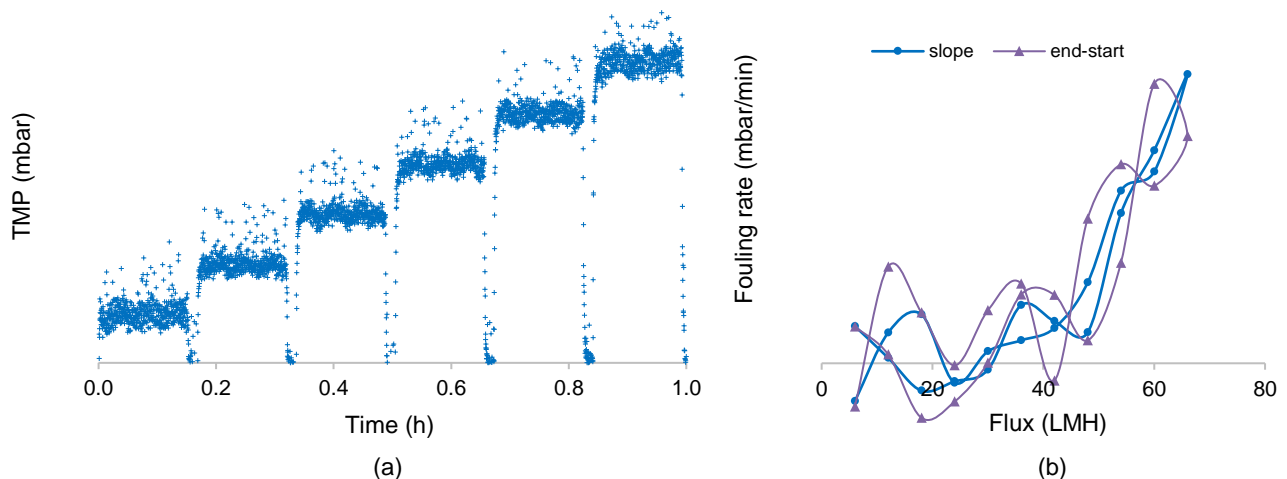 TMP (mbar)
0.0 0.2 0.4 0.6 0.8 1.0
Time (h)
(a)
slope end-start
Fouling rate (mbar/min)
0 20 40 60 80
Flux (LMH)
(b)